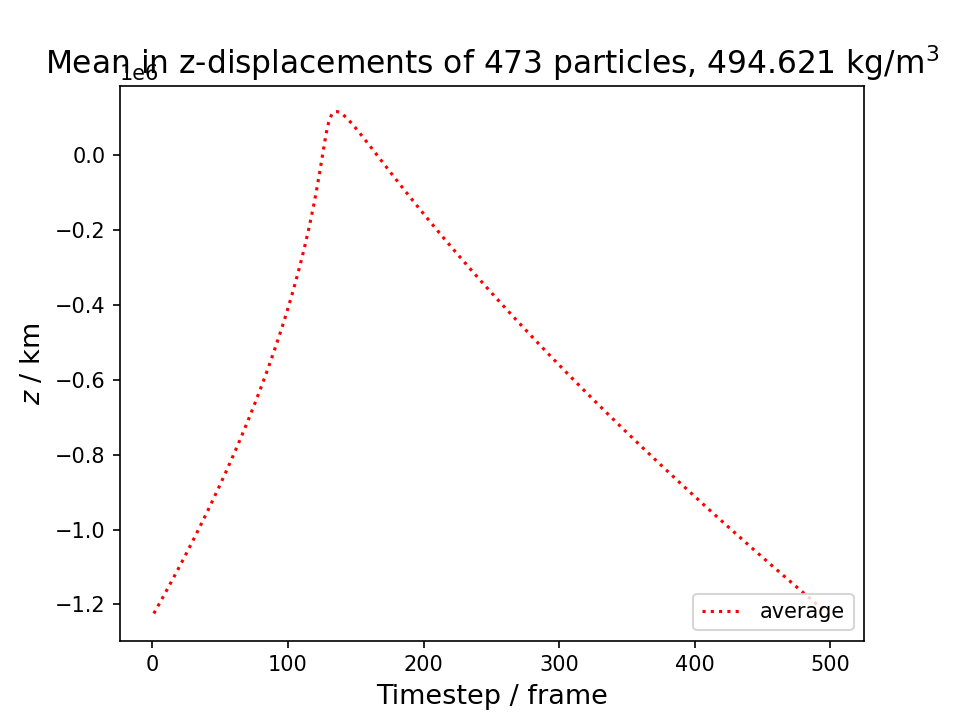 Mean in z-displacements of 473 particles, 494.621 kg/m³
1e6
0.0
−0.2
−0.4
−0.6
−0.8
−1.0
−1.2
z / km
0 100 200 300 400 500
Timestep / frame
average